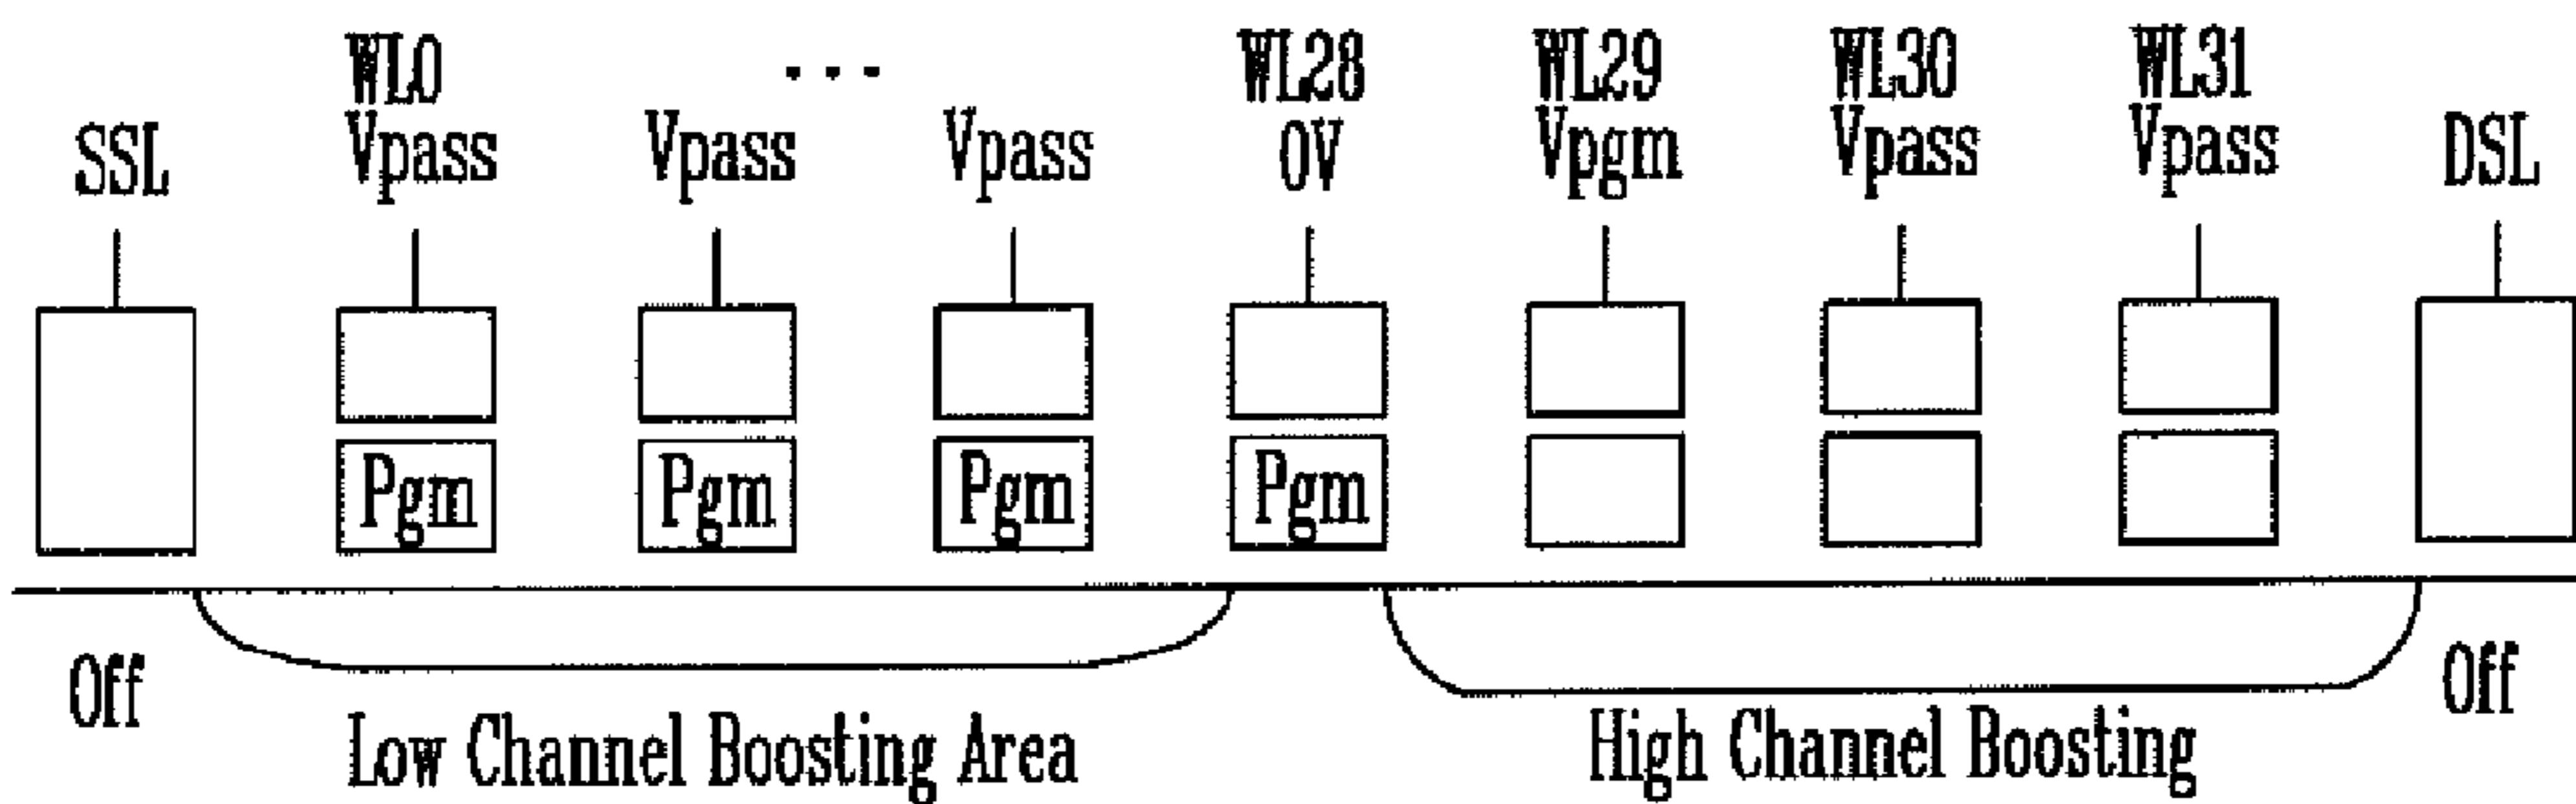 WL0 ... WL28 WL29 WL30 WL31
SSL Vpass Vpass Vpass 0V Vpgm Vpass Vpass DSL
Pgm Pgm Pgm Pgm
Off Off
Low Channel Boosting Area High Channel Boosting